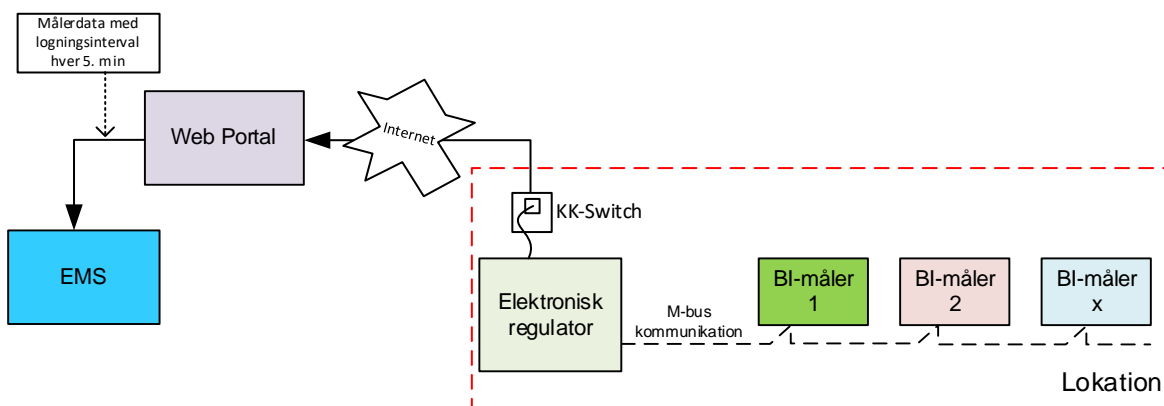 Målerdata med
logningsinterval
hver 5. min
Web Portal
Internet
KK-Switch
EMS
Elektronisk
regulator
M-bus
kommunikation
BI-måler
1
BI-måler
2
BI-måler
x
Lokation